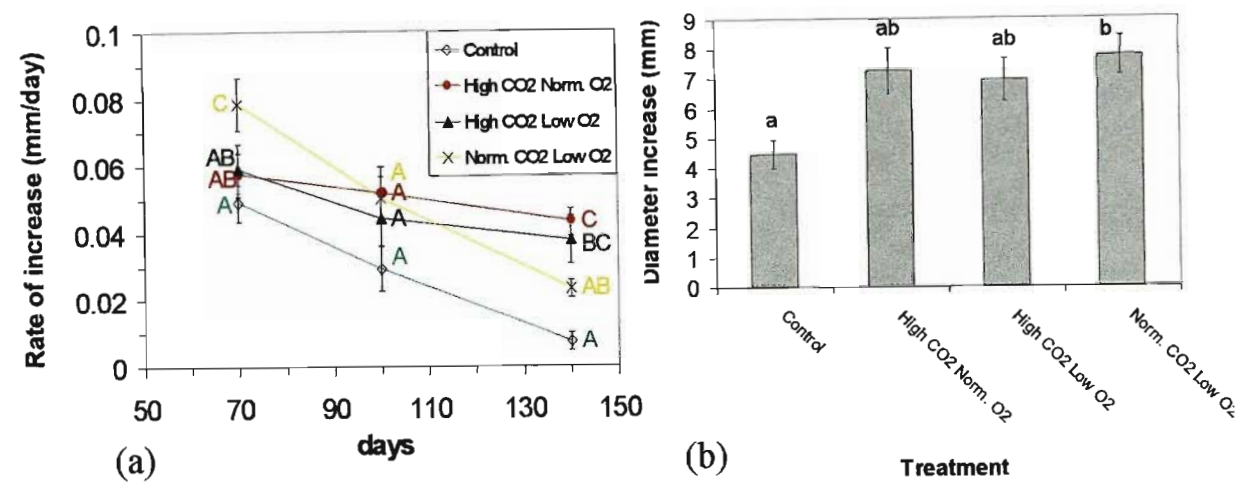 0.1
0.08
0.06
0.04
0.02
0
Rate of increase (mm/day)
Control
High CO2 Norm. O2
High CO2 Low O2
Norm. CO2 Low O2
C
AB
AB
A
A
A
A
A
C
BC
AB
A
50
70
90
110
130
150
days
(a)
9
8
7
6
5
4
3
2
1
0
Diameter increase (mm)
a
ab
ab
b
Control
High CO2 Norm. O2
High CO2 Low O2
Norm. CO2 Low O2
Treatment
(b)